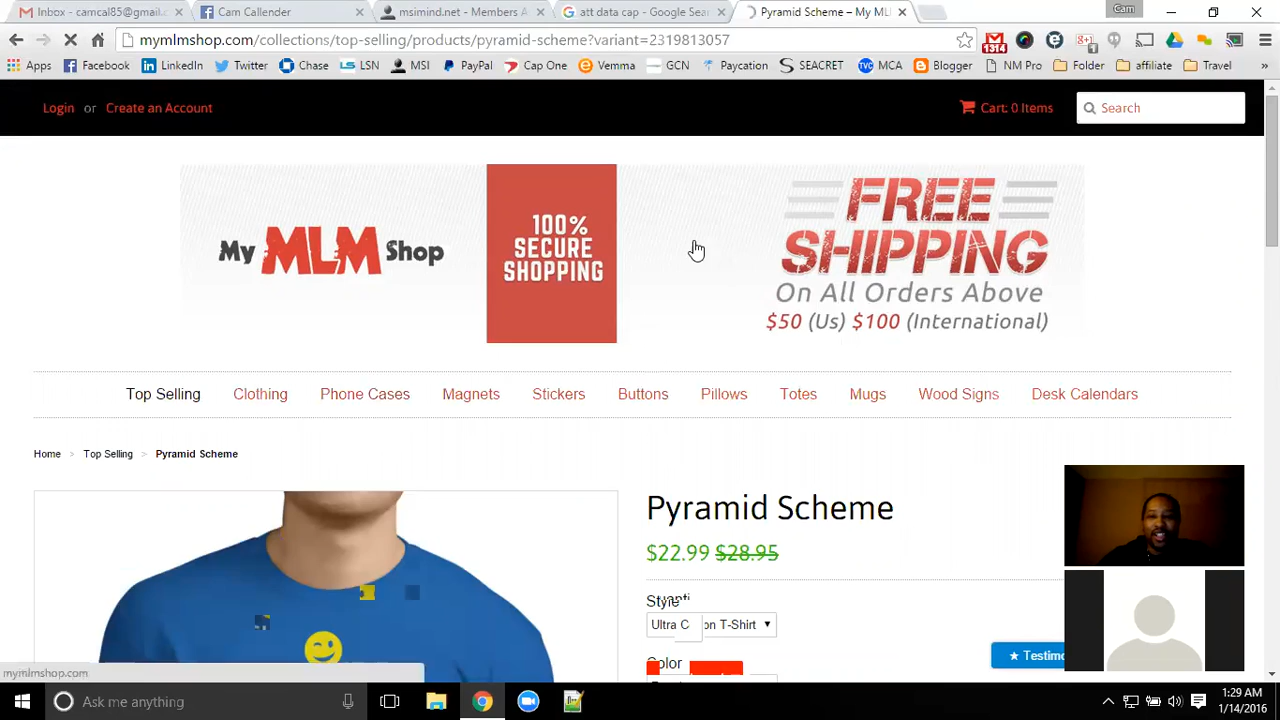 Inbox - camcal85@gmail.c
Cam Callender
msimind.net - Members A
att data cap - Google Sear
Pyramid Scheme – My ML
Cam
mymlmshop.com/collections/top-selling/products/pyramid-scheme?variant=2319813057
1314
Apps
Facebook
LinkedIn
Twitter
Chase
LSN
MSI
PayPal
Cap One
Vemma
GCN
Paycation
SEACRET
MCA
Blogger
NM Pro
Folder
affiliate
Travel
Login or Create an Account
Cart: 0 Items
Search
My MLM Shop
100%
SECURE
SHOPPING
FREE
SHIPPING
On All Orders Above
$50 (Us) $100 (International)
Top Selling
Clothing
Phone Cases
Magnets
Stickers
Buttons
Pillows
Totes
Mugs
Wood Signs
Desk Calendars
Home > Top Selling > Pyramid Scheme
Pyramid Scheme
$22.99 $28.95
Style
Ultra C on T-Shirt
Color
★ Testimo
mymlmshop.com
Ask me anything
1:29 AM
1/14/2016